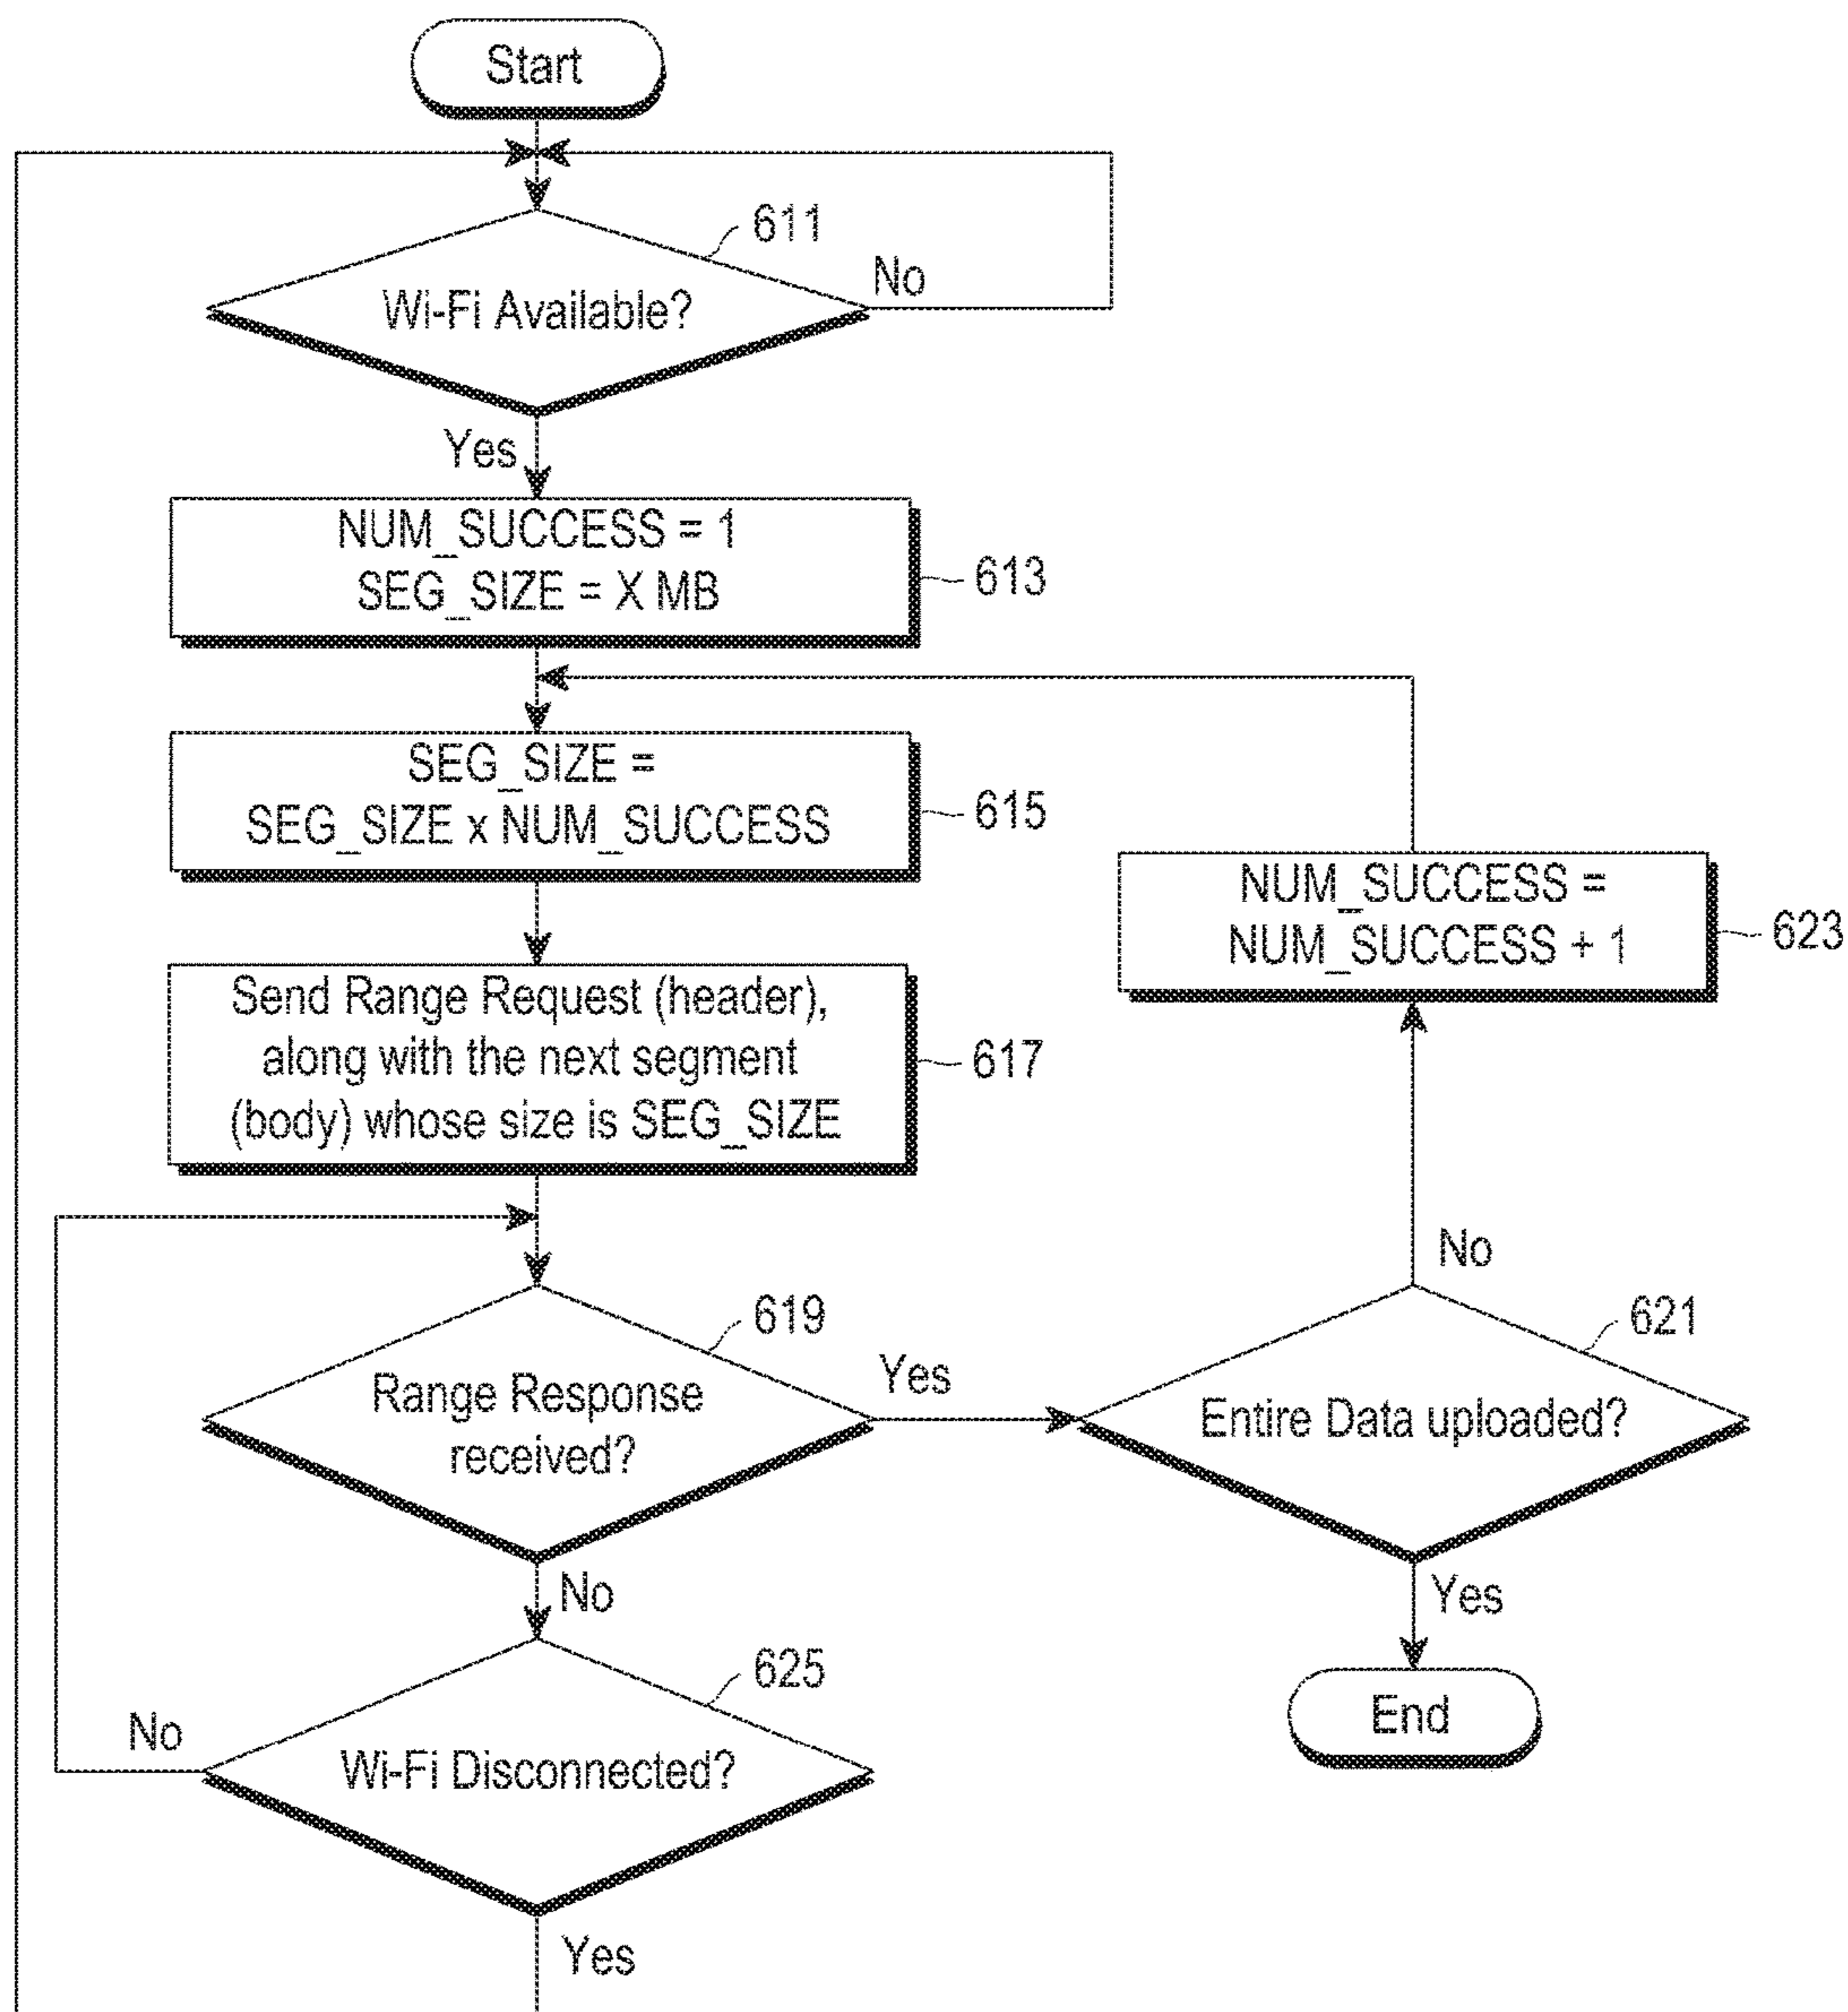 Start
611
Wi-Fi Available?
No
Yes
NUM_SUCCESS = 1
SEG_SIZE = X MB
613
SEG_SIZE =
SEG_SIZE x NUM_SUCCESS
615
NUM_SUCCESS =
NUM_SUCCESS + 1
623
Send Range Request (header),
along with the next segment
(body) whose size is SEG_SIZE
617
No
619
Range Response
received?
Yes
621
Entire Data uploaded?
No
Yes
625
Wi-Fi Disconnected?
No
End
Yes